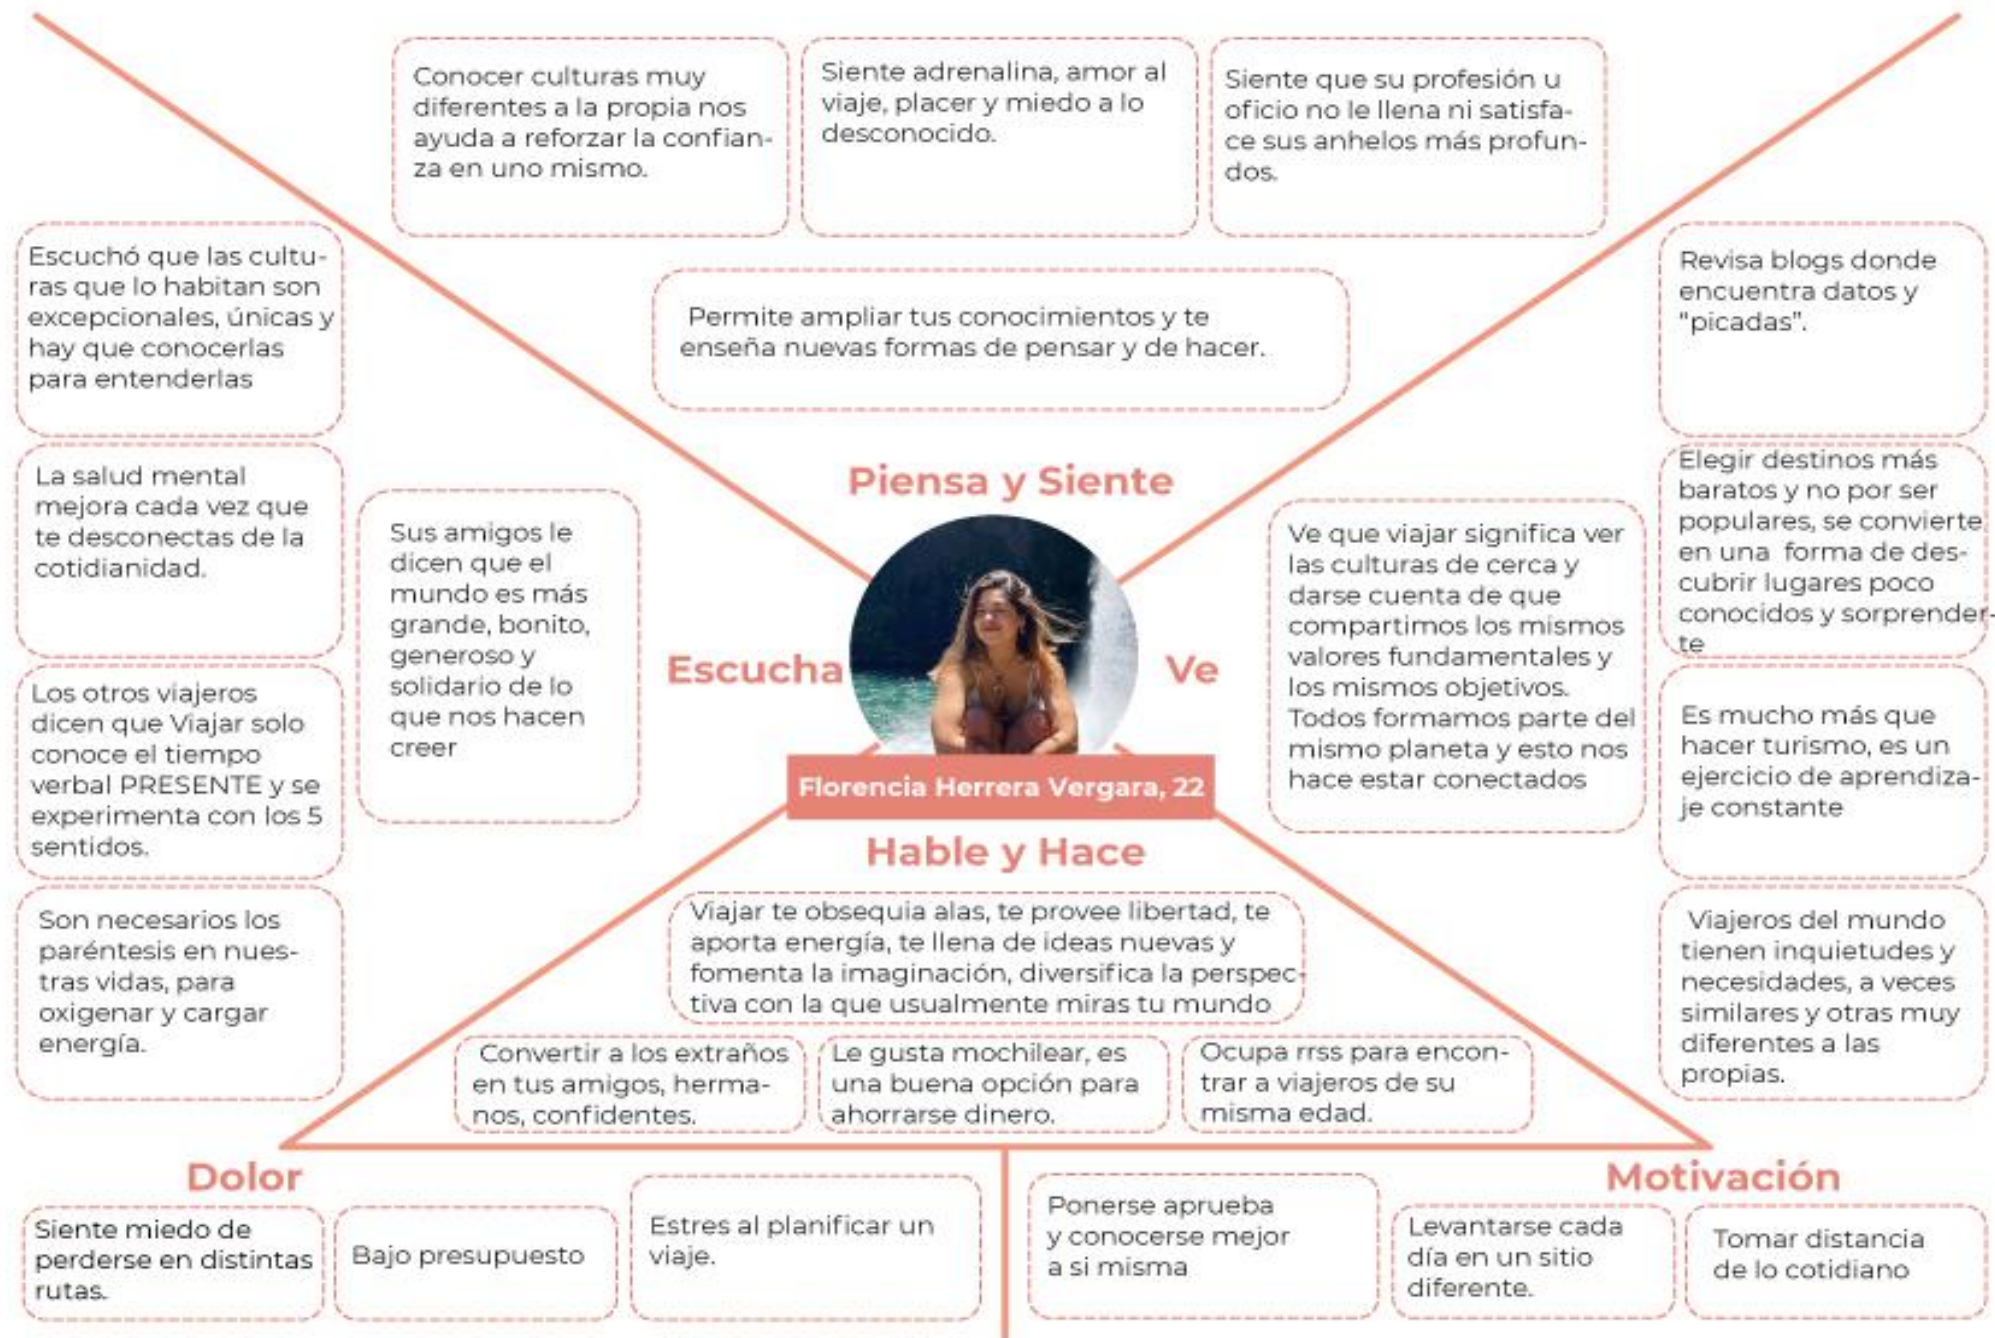 Conocer culturas muy
diferentes a la propia nos
ayuda a reforzar la confian-
za en uno mismo.
Siente adrenalina, amor al
viaje, placer y miedo a lo
desconocido.
Siente que su profesión u
oficio no le llena ni satisfa-
ce sus anhelos más profun-
dos.
Permite ampliar tus conocimientos y te
enseña nuevas formas de pensar y de hacer.
Piensa y Siente
Escuchó que las cultu-
ras que lo habitan son
excepcionales, únicas y
hay que conocerlas
para entenderlas
La salud mental
mejora cada vez que
te desconectas de la
cotidianidad.
Los otros viajeros
dicen que Viajar solo
conoce el tiempo
verbal PRESENTE y se
experimenta con los 5
sentidos.
Son necesarios los
paréntesis en nues-
tras vidas, para
oxigenar y cargar
energía.
Sus amigos le
dicen que el
mundo es más
grande, bonito,
generoso y
solidario de lo
que nos hacen
creer
Escucha
Ve
Ve que viajar significa ver
las culturas de cerca y
darse cuenta de que
compartimos los mismos
valores fundamentales y
los mismos objetivos.
Todos formamos parte del
mismo planeta y esto nos
hace estar conectados
Revisa blogs donde
encuentra datos y
"picadas".
Elegir destinos más
baratos y no por ser
populares, se convierte
en una forma de des-
cubrir lugares poco
conocidos y sorprender-
te
Es mucho más que
hacer turismo, es un
ejercicio de aprendiza-
je constante
Viajeros del mundo
tienen inquietudes y
necesidades, a veces
similares y otras muy
diferentes a las
propias.
Florencia Herrera Vergara, 22
Hable y Hace
Viajar te obsequia alas, te provee libertad, te
aporta energía, te llena de ideas nuevas y
fomenta la imaginación, diversifica la perspec-
tiva con la que usualmente miras tu mundo
Convertir a los extraños
en tus amigos, herma-
nos, confidentes.
Le gusta mochilear, es
una buena opción para
ahorrarse dinero.
Ocupa rrss para encon-
trar a viajeros de su
misma edad.
Dolor
Siente miedo de
perderse en distintas
rutas.
Bajo presupuesto
Estres al planificar un
viaje.
Motivación
Ponerse aprueba
y conocerse mejor
a si misma
Levantarse cada
día en un sitio
diferente.
Tomar distancia
de lo cotidiano